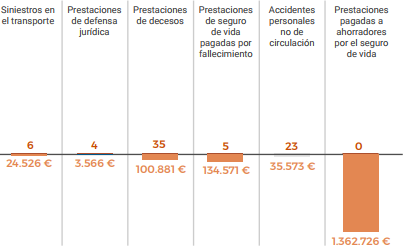 Siniestros en
el transporte
Prestaciones
de defensa
jurídica
Prestaciones
de decesos
Prestaciones
de seguro
de vida
pagadas por
fallecimiento
Accidentes
personales
no de
circulación
Prestaciones
pagadas a
ahorradores
por el seguro
de vida
6
4
35
5
23
0
24.526 €
3.566 €
100.881 €
134.571 €
35.573 €
1.362.726 €